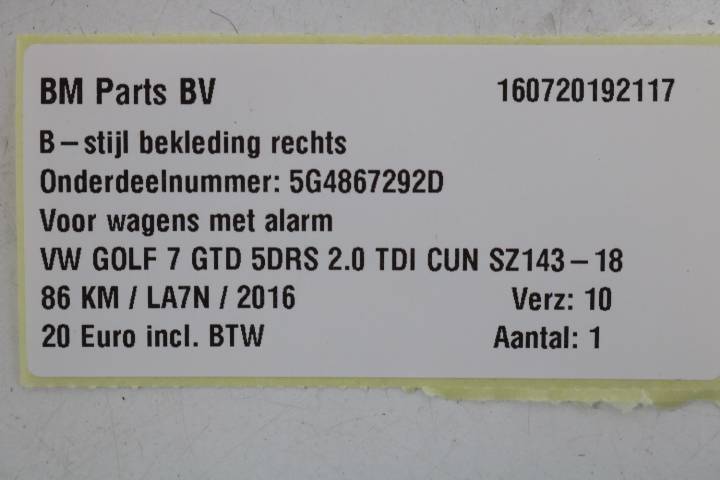 BM Parts BV 160720192117
B-stijl bekleding rechts
Onderdeelnummer: 5G4867292D
Voor wagens met alarm
VW GOLF 7 GTD 5DRS 2.0 TDI CUN SZ143-18
86 KM / LA7N / 2016 Verz: 10
20 Euro incl. BTW Aantal: 1